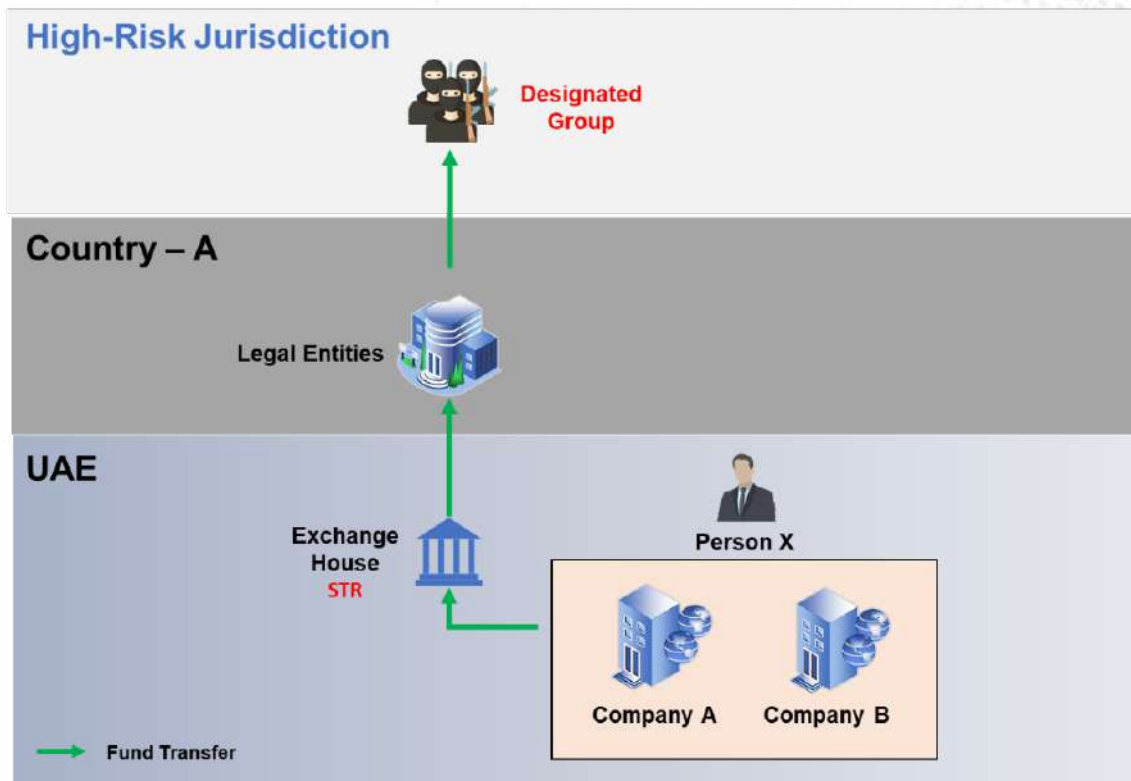 High-Risk Jurisdiction
Designated
Group
Country – A
Legal Entities
UAE
Exchange
House
STR
Person X
Company A
Company B
Fund Transfer